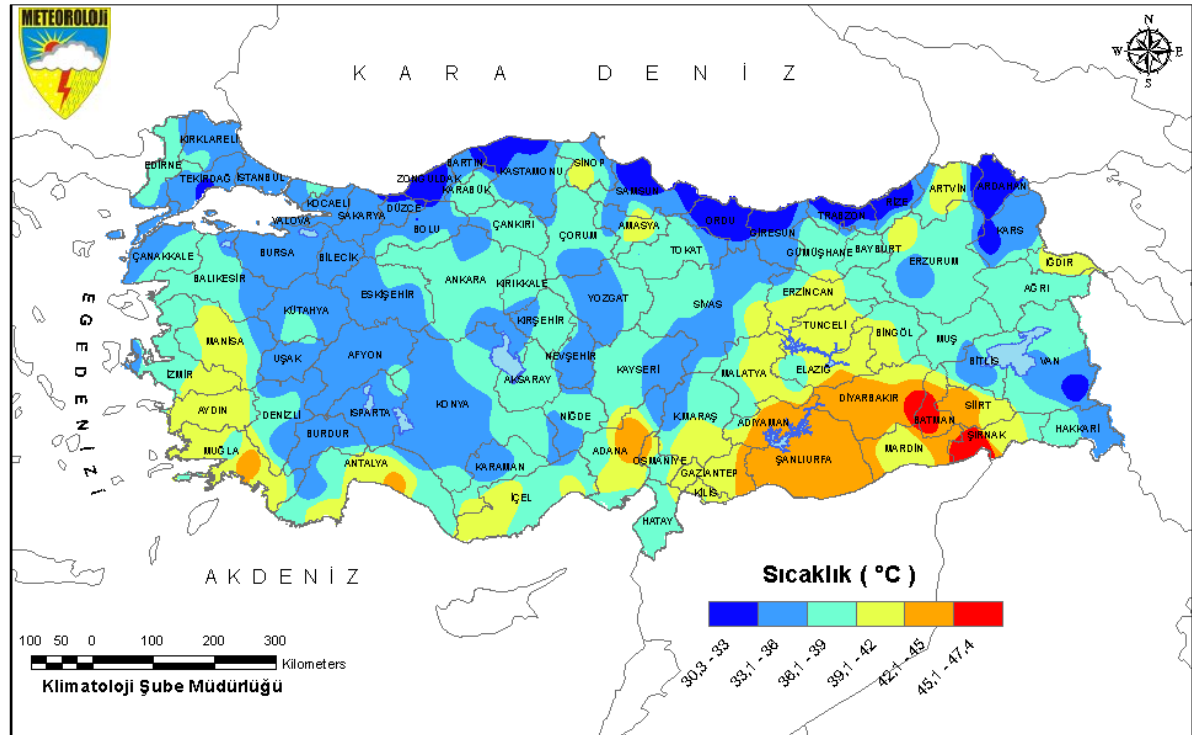 METEOROLOJİ
K A R A D E N İ Z
N
W E
S
KIRKLARELİ
EDİRNE
TEKİRDAĞ
İSTANBUL
KOCAELİ
YALOVA
SAKARYA
DÜZCE
ZONGULDAK
BARTIN
KARABÜK
KASTAMONU
SİNOP
SAMSUN
ORDU
GİRESUN
TRABZON
RİZE
ARTVİN
ARDAHAN
KARS
IĞDIR
BOLU
ÇANKIRI
ÇORUM
AMASYA
TOKAT
GÜMÜŞHANE
BAYBURT
ERZURUM
AĞRI
ÇANAKKALE
BALIKESİR
BURSA
BİLECİK
ESKİŞEHİR
ANKARA
KIRIKKALE
YOZGAT
SİVAS
ERZİNCAN
TUNCELİ
BİNGÖL
MUŞ
BİTLİS
VAN
KÜTAHYA
KIRŞEHİR
MANİSA
UŞAK
AFYON
NEVŞEHİR
KAYSERİ
MALATYA
ELAZIĞ
İZMİR
AKSARAY
DİYARBAKIR
BATMAN
SİİRT
AYDIN
DENİZLİ
ISPARTA
KONYA
NİĞDE
K.MARAŞ
ADIYAMAN
ŞIRNAK
HAKKARİ
BURDUR
MUĞLA
ANTALYA
KARAMAN
ADANA
OSMANİYE
GAZİANTEP
ŞANLIURFA
MARDİN
İÇEL
KİLİS
HATAY
E G E D E N İ Z İ
A K D E N İ Z
Sıcaklık ( °C )
30,3 - 33
33,1 - 36
36,1 - 39
39,1 - 42
42,1 - 45
45,1 - 47,4
100 50 0 100 200 300
Kilometers
Klimatoloji Şube Müdürlüğü